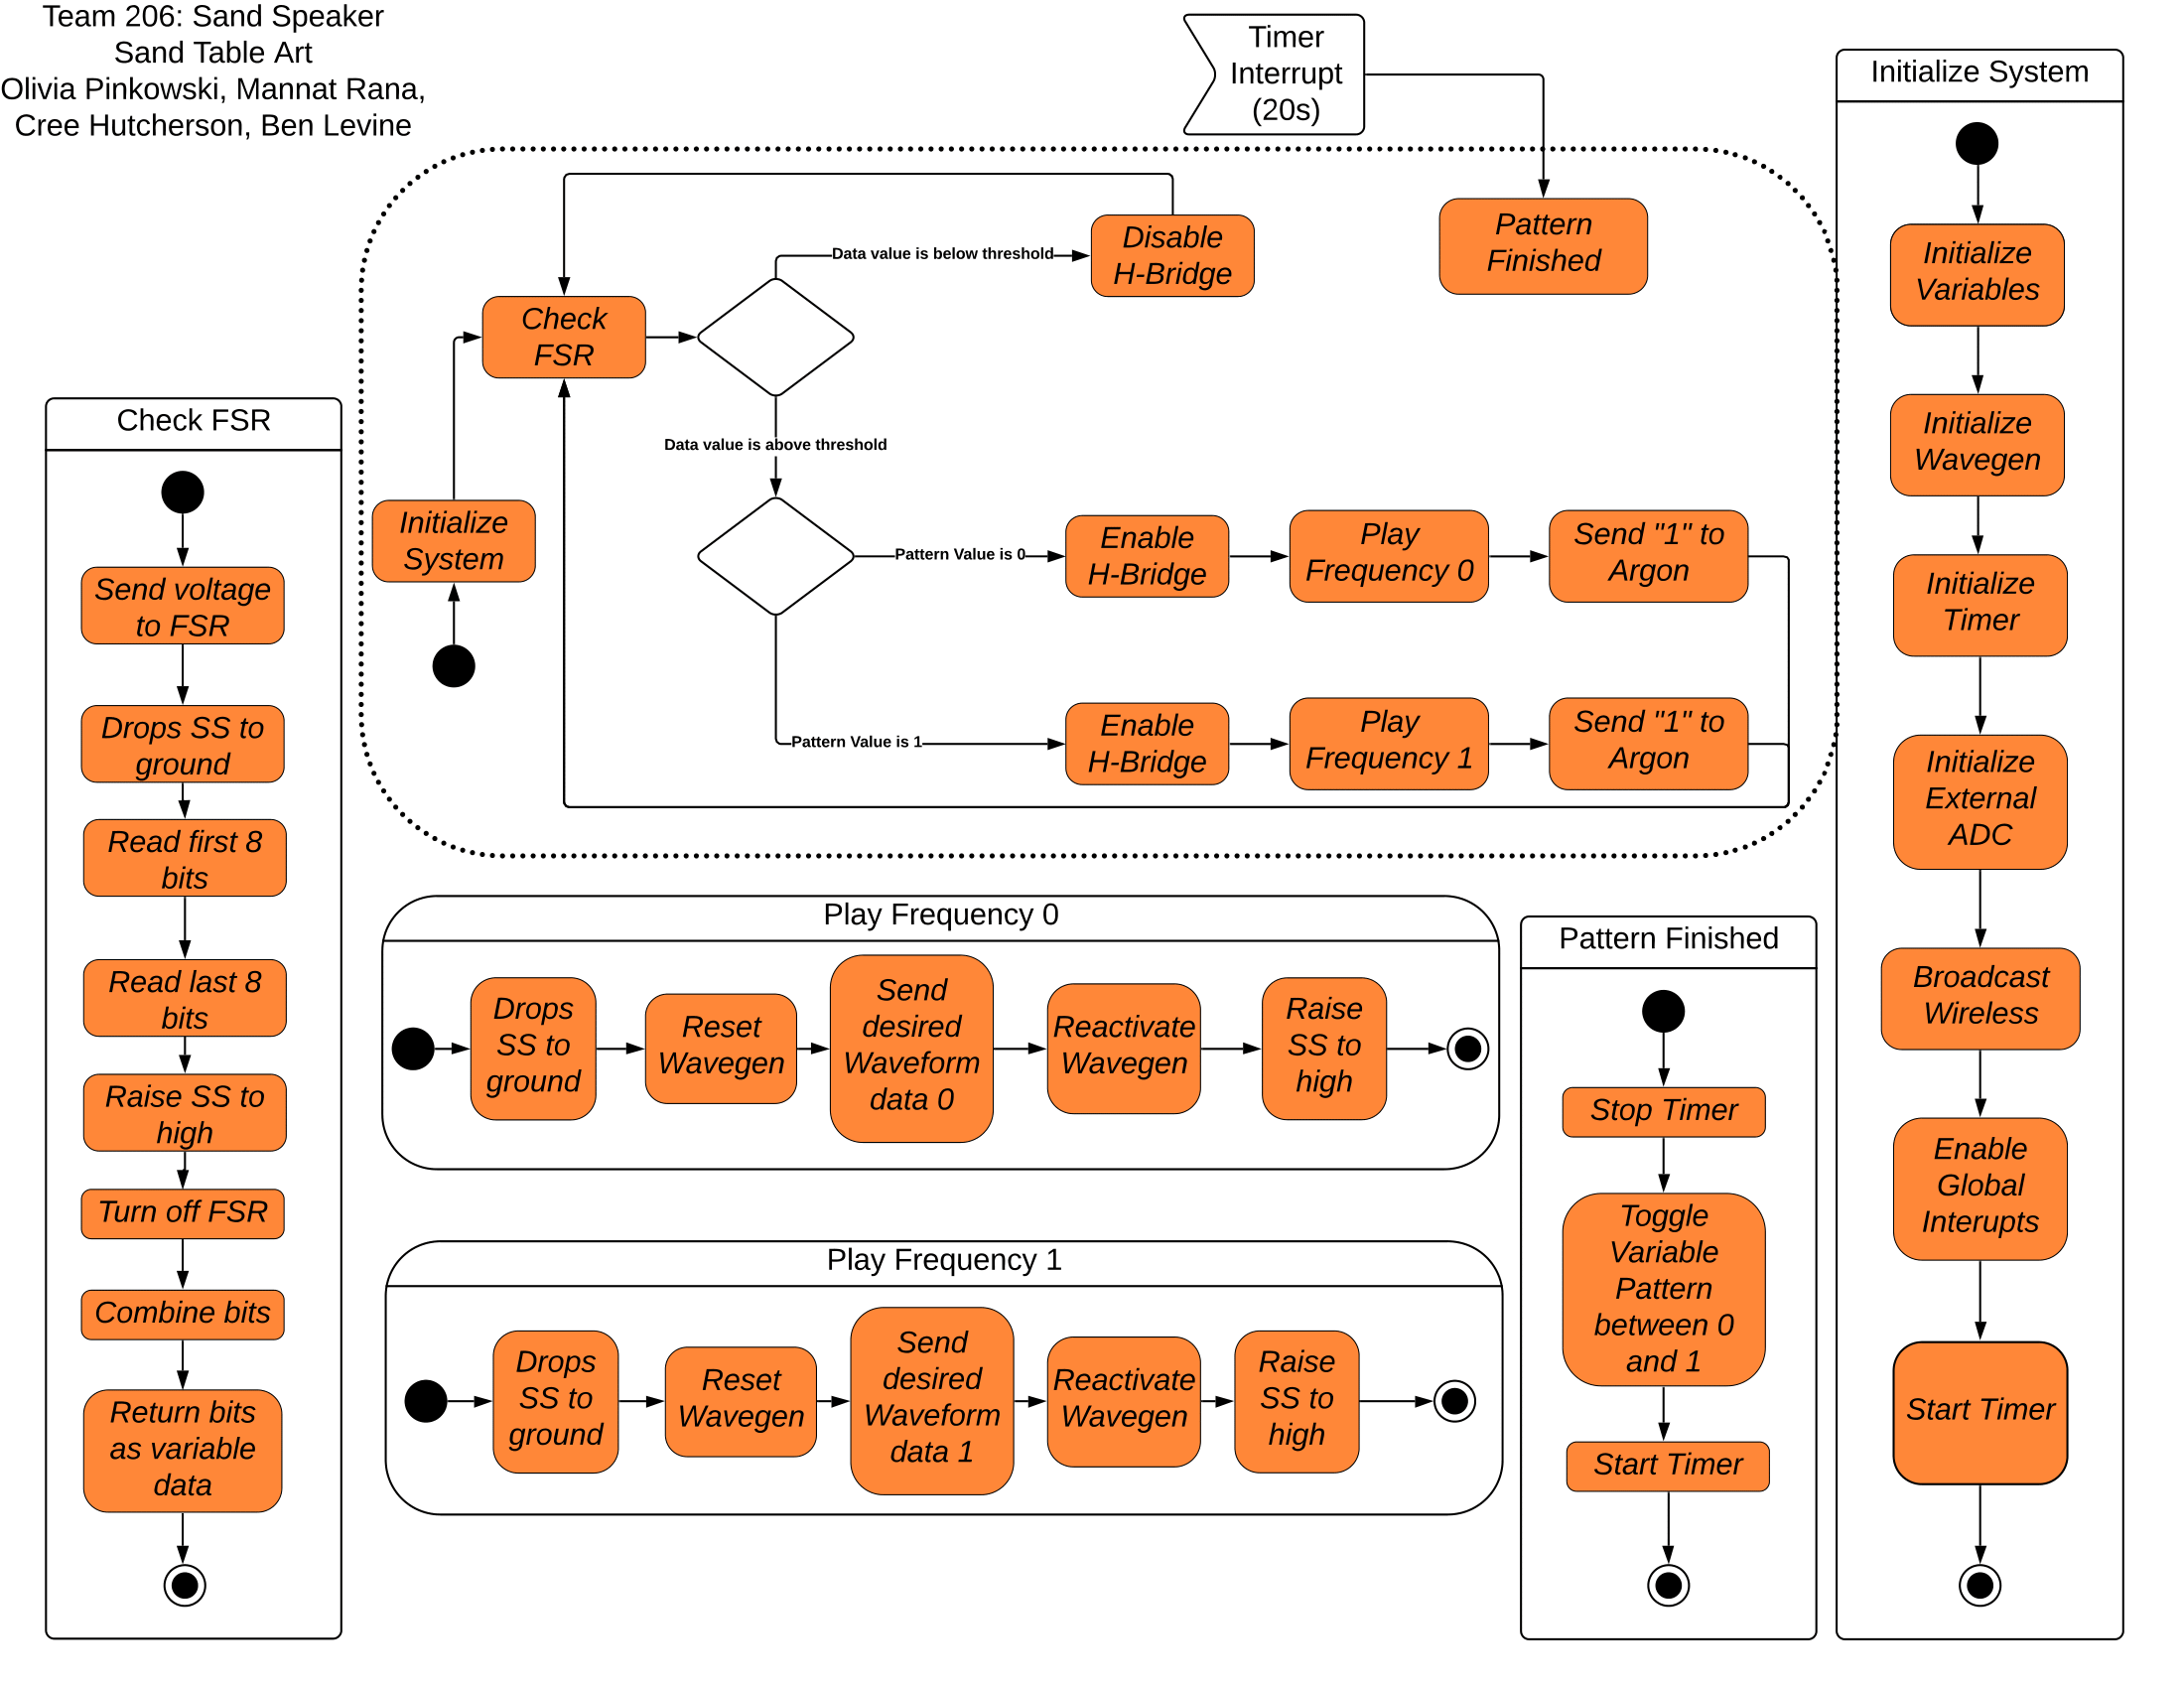 Team 206: Sand Speaker
Sand Table Art
Olivia Pinkowski, Mannat Rana,
Cree Hutcherson, Ben Levine
Timer
Interrupt
(20s)
Pattern
Finished
Disable
H-Bridge
Data value is below threshold
Check
FSR
Data value is above threshold
Initialize
System
Pattern Value is 0
Enable
H-Bridge
Play
Frequency 0
Send "1" to
Argon
Pattern Value is 1
Enable
H-Bridge
Play
Frequency 1
Send "1" to
Argon
Check FSR
Send voltage
to FSR
Drops SS to
ground
Read first 8
bits
Read last 8
bits
Raise SS to
high
Turn off FSR
Combine bits
Return bits
as variable
data
Play Frequency 0
Drops
SS to
ground
Reset
Wavegen
Send
desired
Waveform
data 0
Reactivate
Wavegen
Raise
SS to
high
Play Frequency 1
Drops
SS to
ground
Reset
Wavegen
Send
desired
Waveform
data 1
Reactivate
Wavegen
Raise
SS to
high
Pattern Finished
Stop Timer
Toggle
Variable
Pattern
between 0
and 1
Start Timer
Initialize System
Initialize
Variables
Initialize
Wavegen
Initialize
Timer
Initialize
External
ADC
Broadcast
Wireless
Enable
Global
Interupts
Start Timer